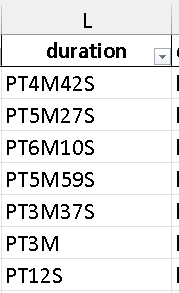 L
duration
PT4M42S
PT5M27S
PT6M10S
PT5M59S
PT3M37S
PT3M
PT12S